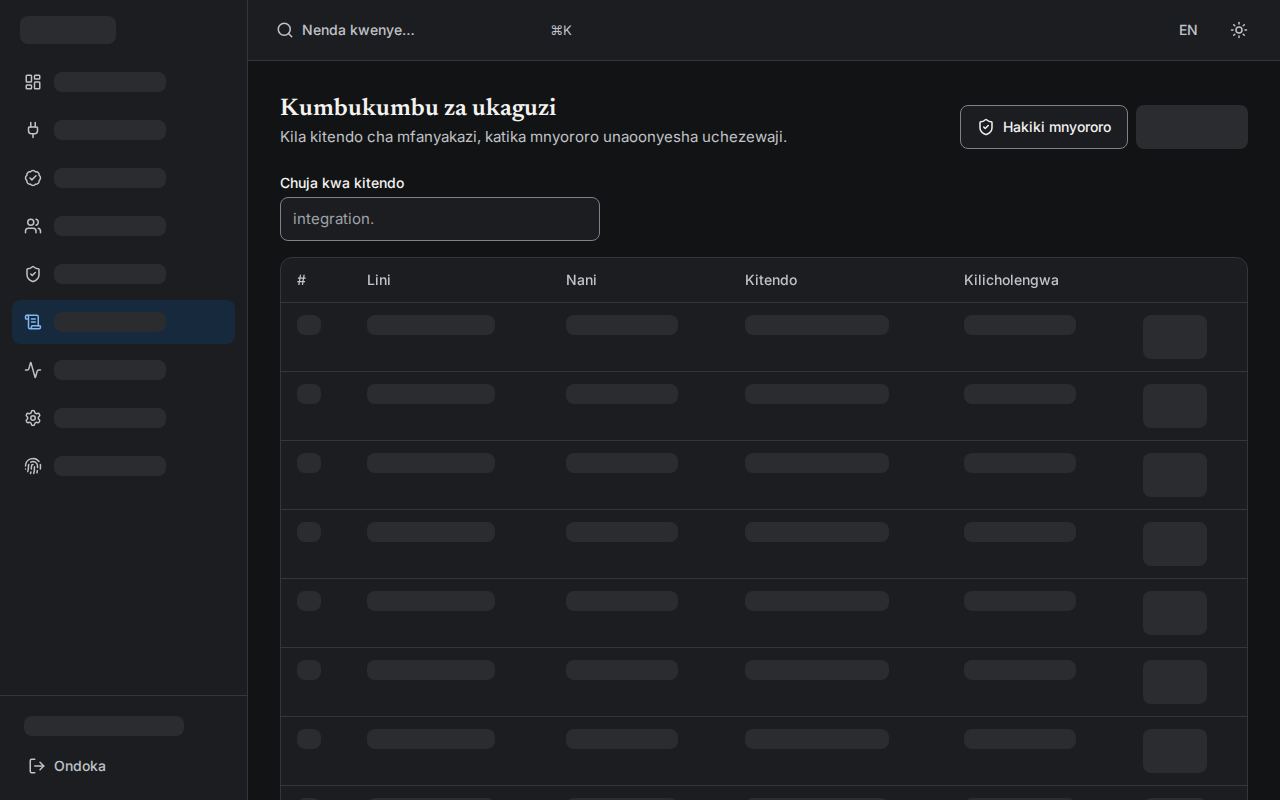 Nenda kwenye... ⌘K
EN
Kumbukumbu za ukaguzi
Kila kitendo cha mfanyakazi, katika mnyororo unaoonyesha uchezewaji.
Hakiki mnyororo
Chuja kwa kitendo
integration.
# Lini Nani Kitendo Kilicholengwa
Ondoka